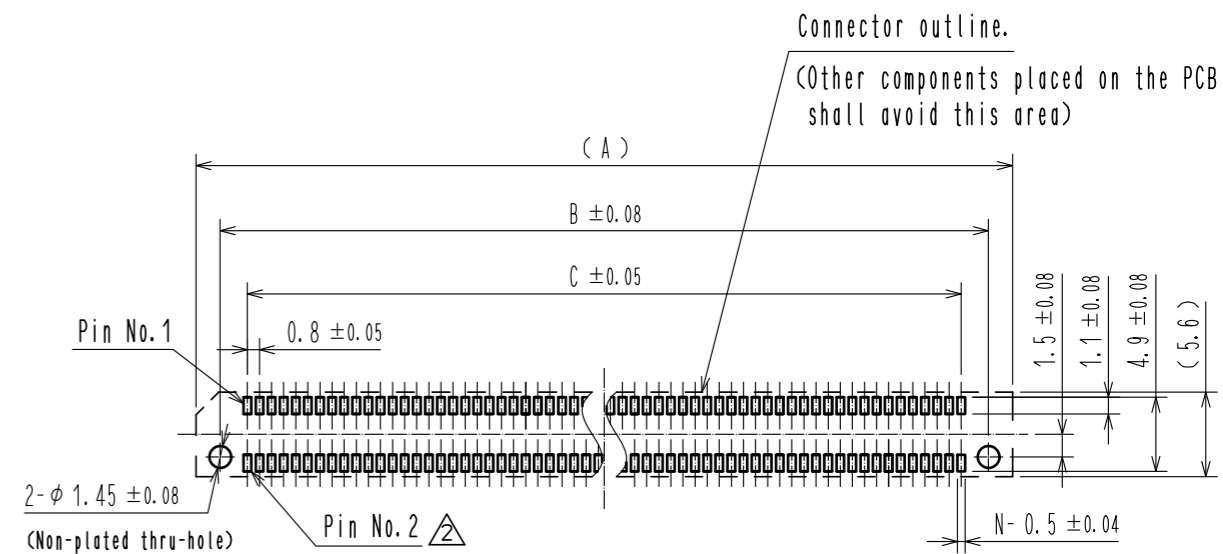 Connector outline.
(Other components placed on the PCB
shall avoid this area)
(A)
B ±0.08
C ±0.05
Pin No.1
0.8 ±0.05
1.5 ±0.08
1.1 ±0.08
4.9 ±0.08
(5.6)
2-ϕ 1.45 ±0.08
(Non-plated thru-hole)
Pin No.2 2
N- 0.5 ±0.04